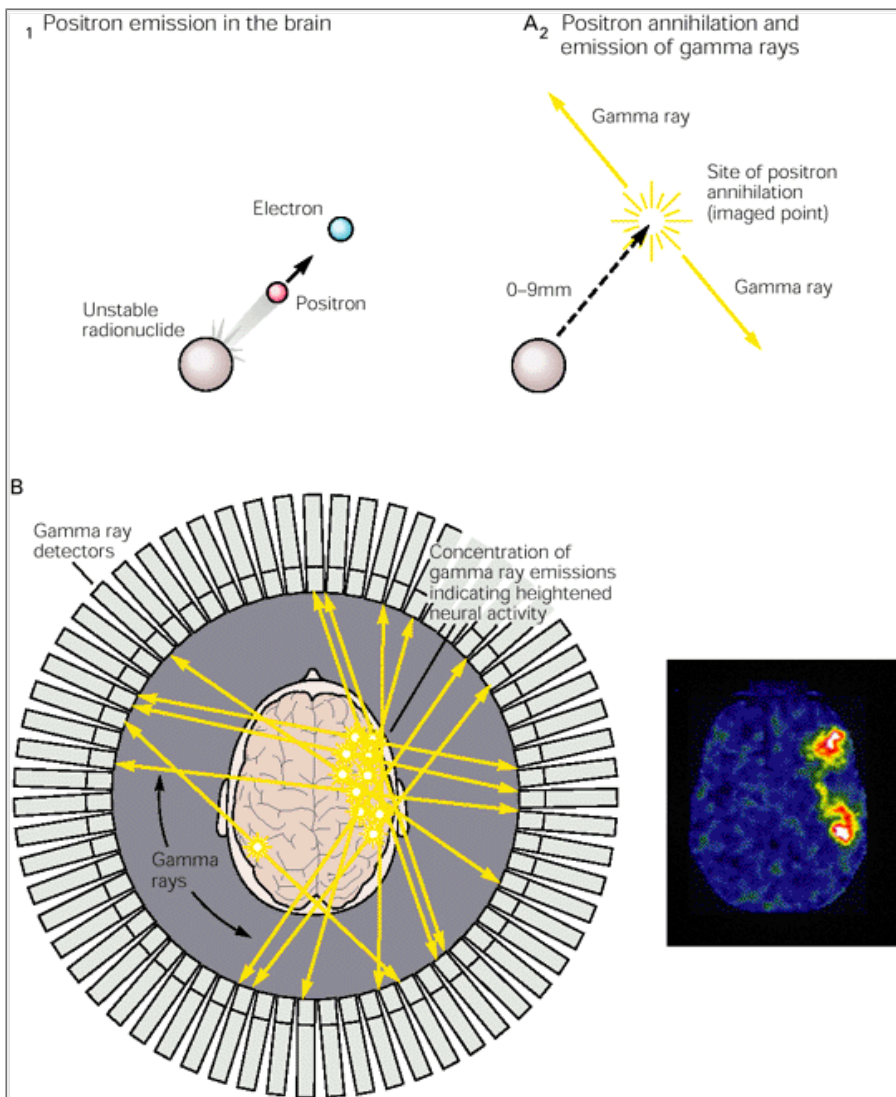 1 Positron emission in the brain
A2 Positron annihilation and
emission of gamma rays
Gamma ray
Site of positron
annihilation
(imaged point)
Electron
Gamma ray
0–9mm
Unstable
radionuclide
Positron
B
Gamma ray
detectors
Concentration of
gamma ray emissions
indicating heightened
neural activity
Gamma
rays